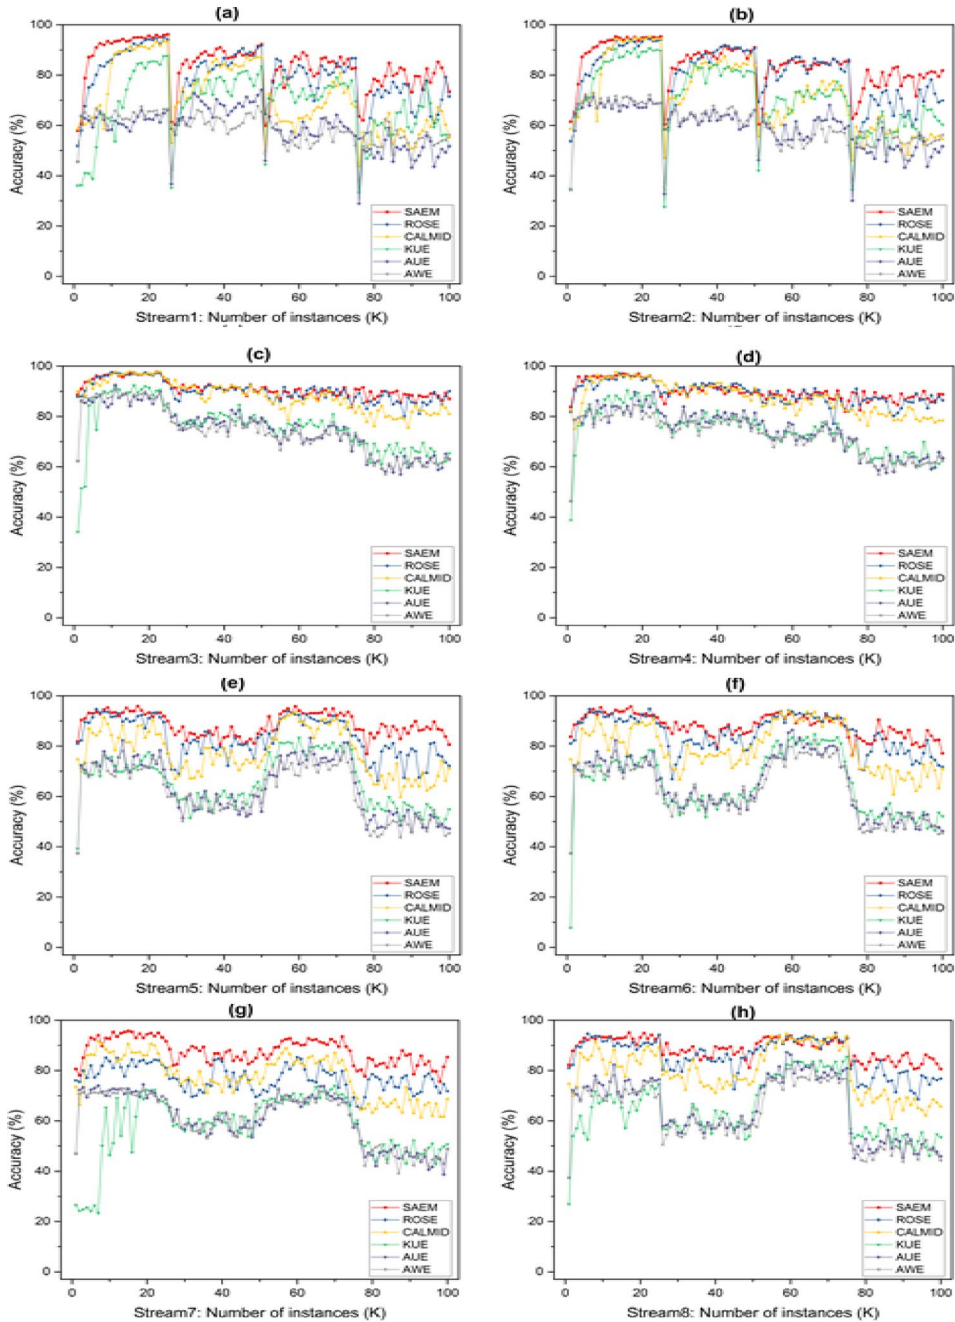 (a)
100
80
60
40
20
0
Accuracy (%)
SAEM
ROSE
CALMID
KUE
AUE
AWE
0 20 40 60 80 100
Stream1: Number of instances (K)
(b)
100
80
60
40
20
0
Accuracy (%)
SAEM
ROSE
CALMID
KUE
AUE
AWE
0 20 40 60 80 100
Stream2: Number of instances (K)
(c)
100
80
60
40
20
0
Accuracy (%)
SAEM
ROSE
CALMID
KUE
AUE
AWE
0 20 40 60 80 100
Stream3: Number of instances (K)
(d)
100
80
60
40
20
0
Accuracy (%)
SAEM
ROSE
CALMID
KUE
AUE
AWE
0 20 40 60 80 100
Stream4: Number of instances (K)
(e)
100
80
60
40
20
0
Accuracy (%)
SAEM
ROSE
CALMID
KUE
AUE
AWE
0 20 40 60 80 100
Stream5: Number of instances (K)
(f)
100
80
60
40
20
0
Accuracy (%)
SAEM
ROSE
CALMID
KUE
AUE
AWE
0 20 40 60 80 100
Stream6: Number of instances (K)
(g)
100
80
60
40
20
0
Accuracy (%)
SAEM
ROSE
CALMID
KUE
AUE
AWE
0 20 40 60 80 100
Stream7: Number of instances (K)
(h)
100
80
60
40
20
0
Accuracy (%)
SAEM
ROSE
CALMID
KUE
AUE
AWE
0 20 40 60 80 100
Stream8: Number of instances (K)